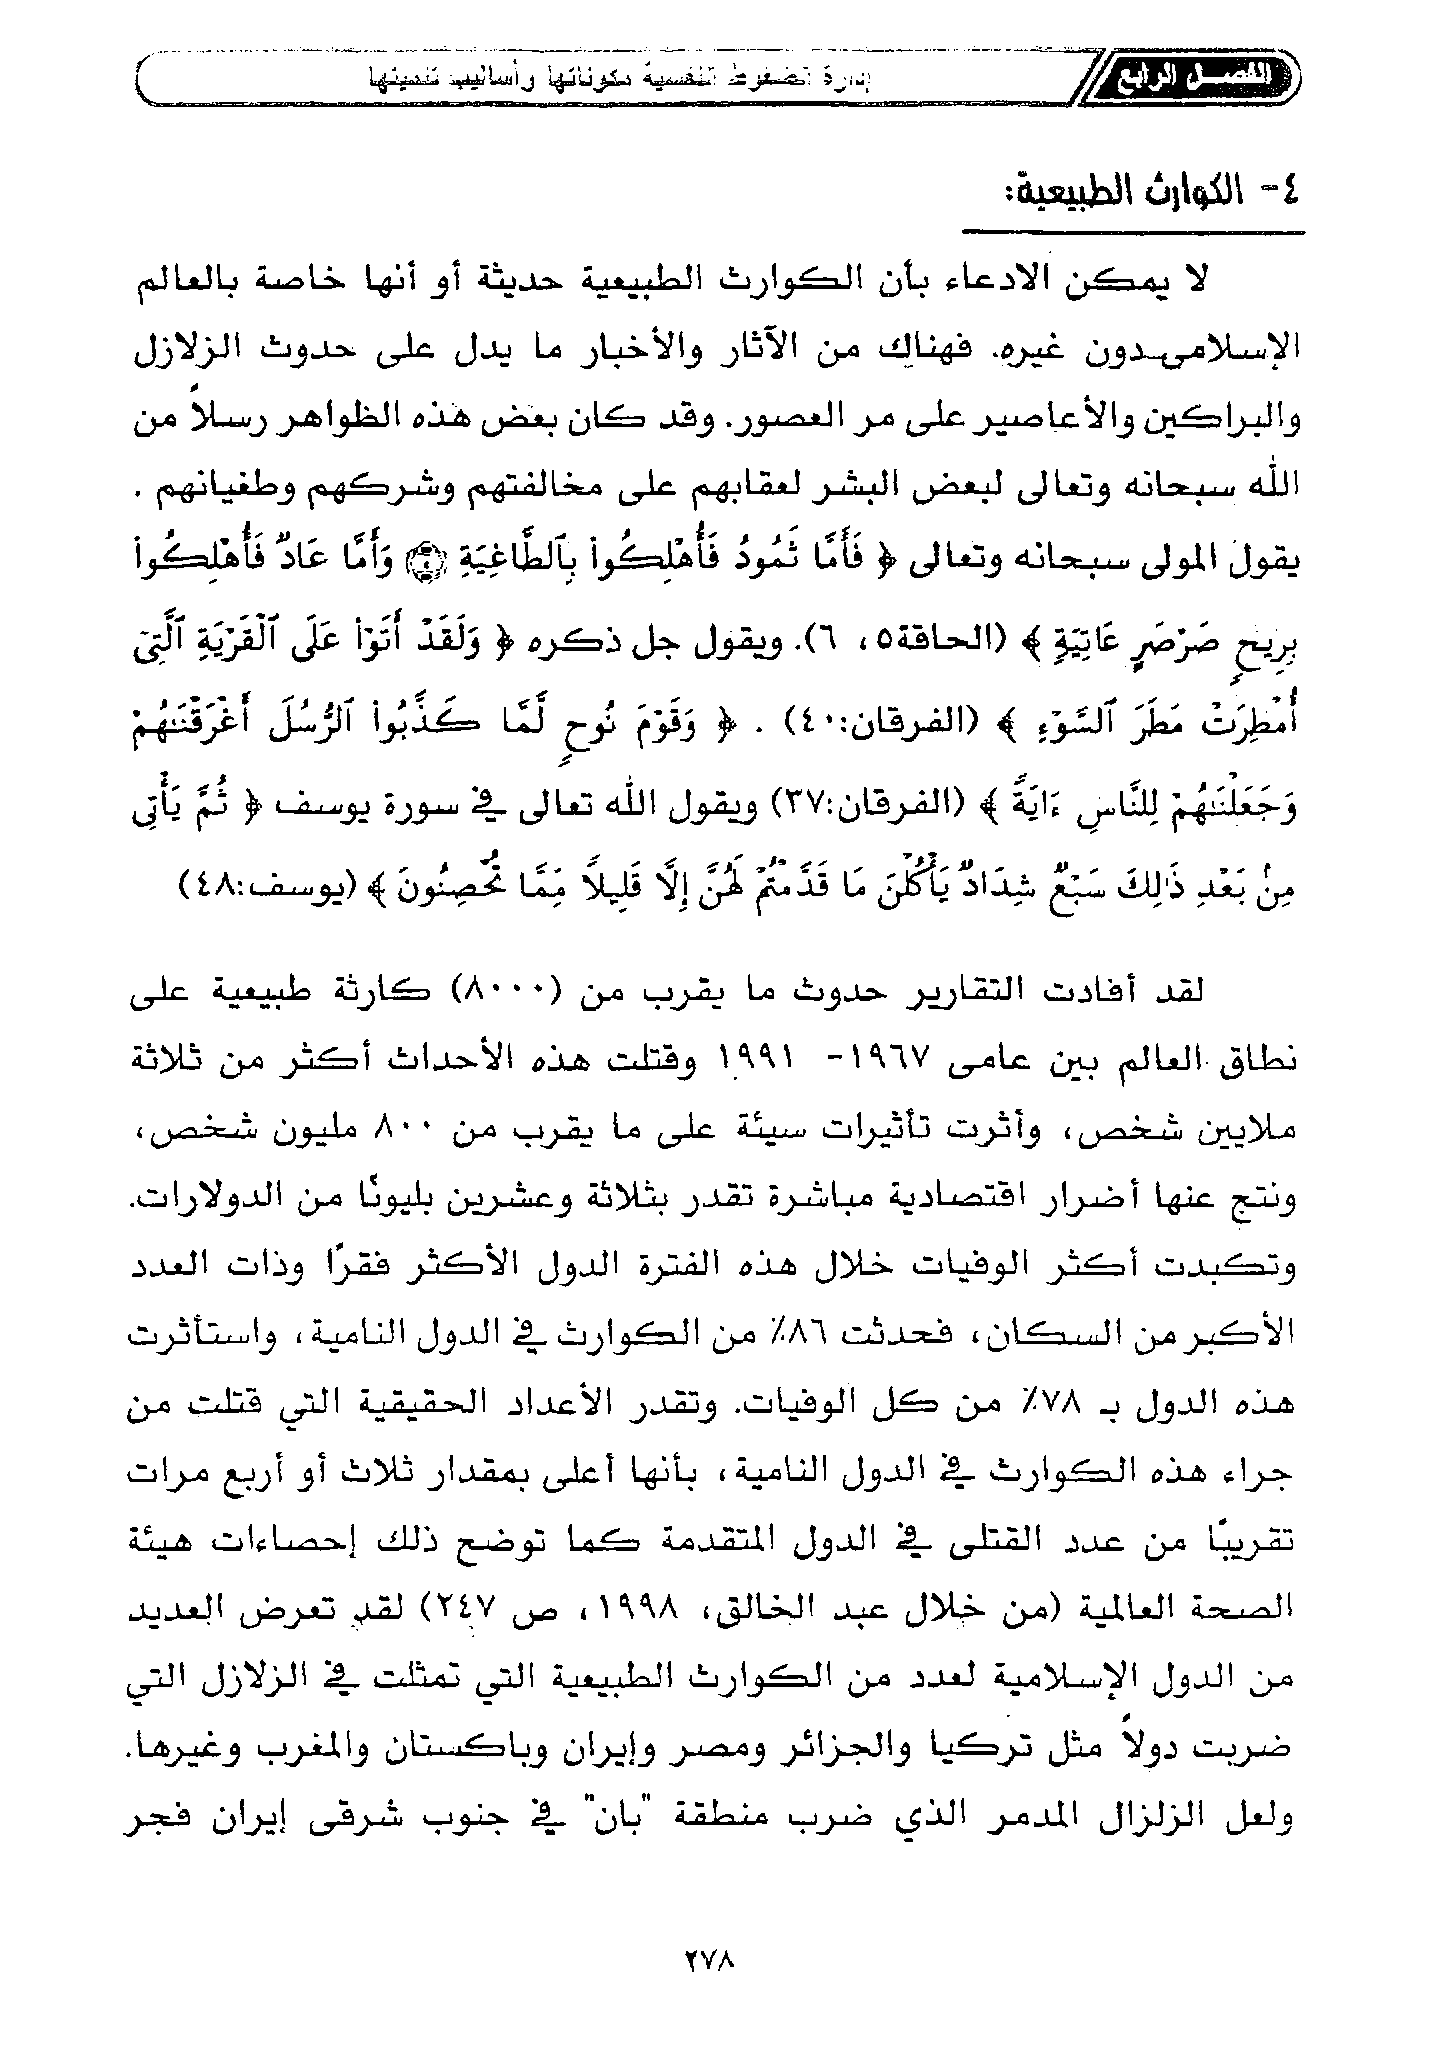 الفصل الرابع
إدارة الضغوط النفسية مكوناتها وأساليب تنميتها
٤- الكوارث الطبيعية:
لا يمكن الادعاء بأن الكوارث الطبيعية حديثة أو أنها خاصة بالعالم
الإسلامى دون غيره. فهناك من الآثار والأخبار ما يدل على حدوث الزلازل
والبراكين والأعاصير على مر العصور. وقد كان بعض هذه الظواهر رسلاً من
الله سبحانه وتعالى لبعض البشر لعقابهم على مخالفتهم وشركهم وطغيانهم .
يقول المولى سبحانه وتعالى ﴿ فَأَمَّا ثَمُودُ فَأُهْلِكُوا۟ بِٱلطَّاغِيَةِ ۝ وَأَمَّا عَادٌ فَأُهْلِكُوا۟
بِرِيحٍ صَرْصَرٍ عَاتِيَةٍ ﴾ (الحاقة٥، ٦). ويقول جل ذكره ﴿ وَلَقَدْ أَتَوْا۟ عَلَى ٱلْقَرْيَةِ ٱلَّتِىٓ
أُمْطِرَتْ مَطَرَ ٱلسَّوْءِ ﴾ (الفرقان:٤٠) . ﴿ وَقَوْمَ نُوحٍ لَّمَّا كَذَّبُوا۟ ٱلرُّسُلَ أَغْرَقْنَٰهُمْ
وَجَعَلْنَٰهُمْ لِلنَّاسِ ءَايَةً ﴾ (الفرقان:٣٧) ويقول الله تعالى في سورة يوسف ﴿ ثُمَّ يَأْتِى
مِنۢ بَعْدِ ذَٰلِكَ سَبْعٌ شِدَادٌ يَأْكُلْنَ مَا قَدَّمْتُمْ لَهُنَّ إِلَّا قَلِيلًا مِّمَّا تُحْصِنُونَ ﴾ (يوسف:٤٨)
لقد أفادت التقارير حدوث ما يقرب من (٨٠٠٠) كارثة طبيعية على
نطاق العالم بين عامى ١٩٦٧- ١٩٩١ وقتلت هذه الأحداث أكثر من ثلاثة
ملايين شخص، وأثرت تأثيرات سيئة على ما يقرب من ٨٠٠ مليون شخص،
ونتج عنها أضرار اقتصادية مباشرة تقدر بثلاثة وعشرين بليونًا من الدولارات.
وتكبدت أكثر الوفيات خلال هذه الفترة الدول الأكثر فقرًا وذات العدد
الأكبر من السكان، فحدثت ٨٦٪ من الكوارث في الدول النامية، واستأثرت
هذه الدول بـ ٧٨٪ من كل الوفيات. وتقدر الأعداد الحقيقية التي قتلت من
جراء هذه الكوارث في الدول النامية، بأنها أعلى بمقدار ثلاث أو أربع مرات
تقريبًا من عدد القتلى في الدول المتقدمة كما توضح ذلك إحصاءات هيئة
الصحة العالمية (من خلال عبد الخالق، ١٩٩٨، ص ٢٤٧) لقد تعرض العديد
من الدول الإسلامية لعدد من الكوارث الطبيعية التي تمثلت في الزلازل التي
ضربت دولاً مثل تركيا والجزائر ومصر وإيران وباكستان والمغرب وغيرها.
ولعل الزلزال المدمر الذي ضرب منطقة "بان" في جنوب شرقى إيران فجر
٢٧٨